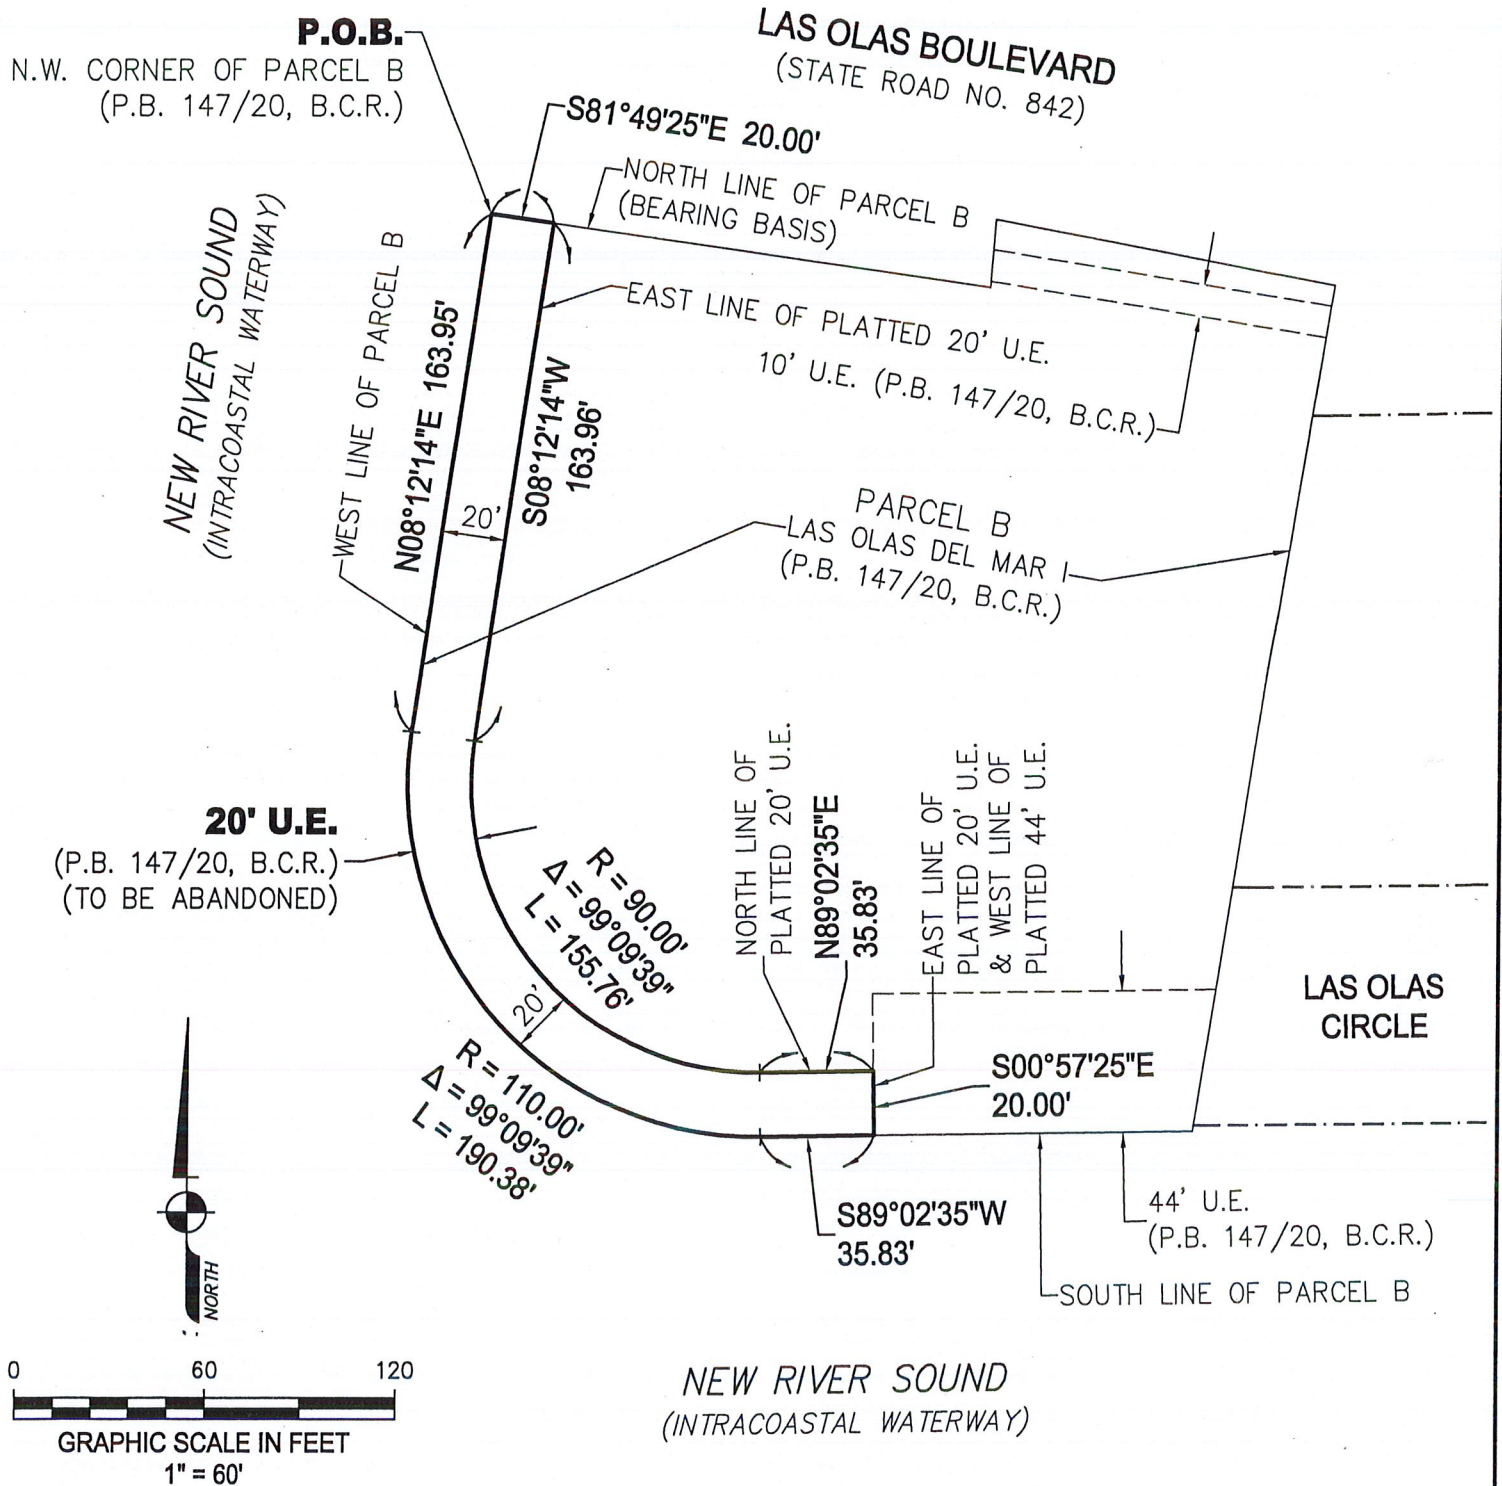 P.O.B.
N.W. CORNER OF PARCEL B
(P.B. 147/20, B.C.R.)
LAS OLAS BOULEVARD
(STATE ROAD NO. 842)
S81°49'25"E 20.00'
NORTH LINE OF PARCEL B
(BEARING BASIS)
NEW RIVER SOUND
(INTRACOASTAL WATERWAY)
WEST LINE OF PARCEL B
N08°12'14"E 163.95'
S08°12'14"W
163.96'
20'
EAST LINE OF PLATTED 20' U.E.
10' U.E. (P.B. 147/20, B.C.R.)
PARCEL B
LAS OLAS DEL MAR I
(P.B. 147/20, B.C.R.)
20' U.E.
(P.B. 147/20, B.C.R.)
(TO BE ABANDONED)
R = 90.00'
Δ = 99°09'39"
L = 155.76'
20'
R = 110.00'
Δ = 99°09'39"
L = 190.38'
NORTH LINE OF
PLATTED 20' U.E.
N89°02'35"E
35.83'
EAST LINE OF
PLATTED 20' U.E.
& WEST LINE OF
PLATTED 44' U.E.
LAS OLAS
CIRCLE
S00°57'25"E
20.00'
S89°02'35"W
35.83'
44' U.E.
(P.B. 147/20, B.C.R.)
SOUTH LINE OF PARCEL B
NORTH
0 60 120
GRAPHIC SCALE IN FEET
1" = 60'
NEW RIVER SOUND
(INTRACOASTAL WATERWAY)